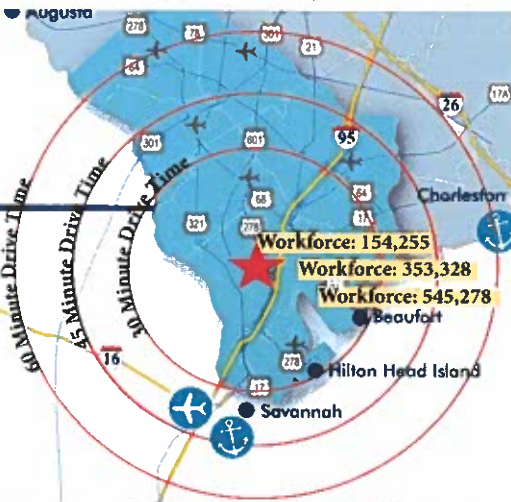 Augusta
278
78
301
21
64
26
17A
301
601
95
64
Charleston
68
17
321
278
60 Minute Drive Time
45 Minute Drive Time
30 Minute Drive Time
Workforce: 154,255
Workforce: 353,328
Workforce: 545,278
Beaufort
16
278
Hilton Head Island
17
Savannah